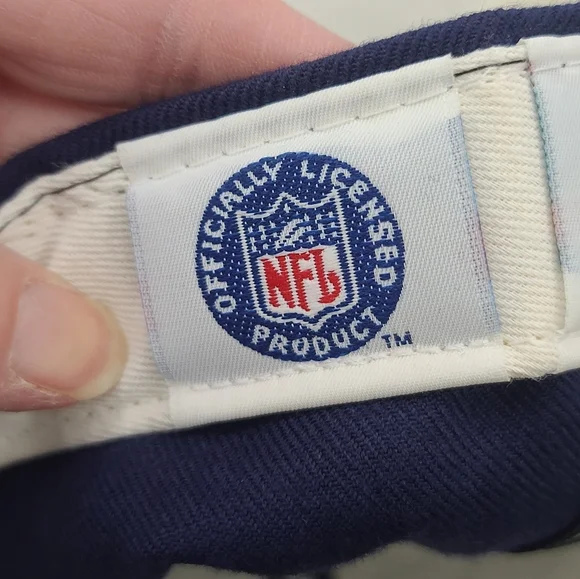 OFFICIALLY LICENSED
NFL
PRODUCT
TM